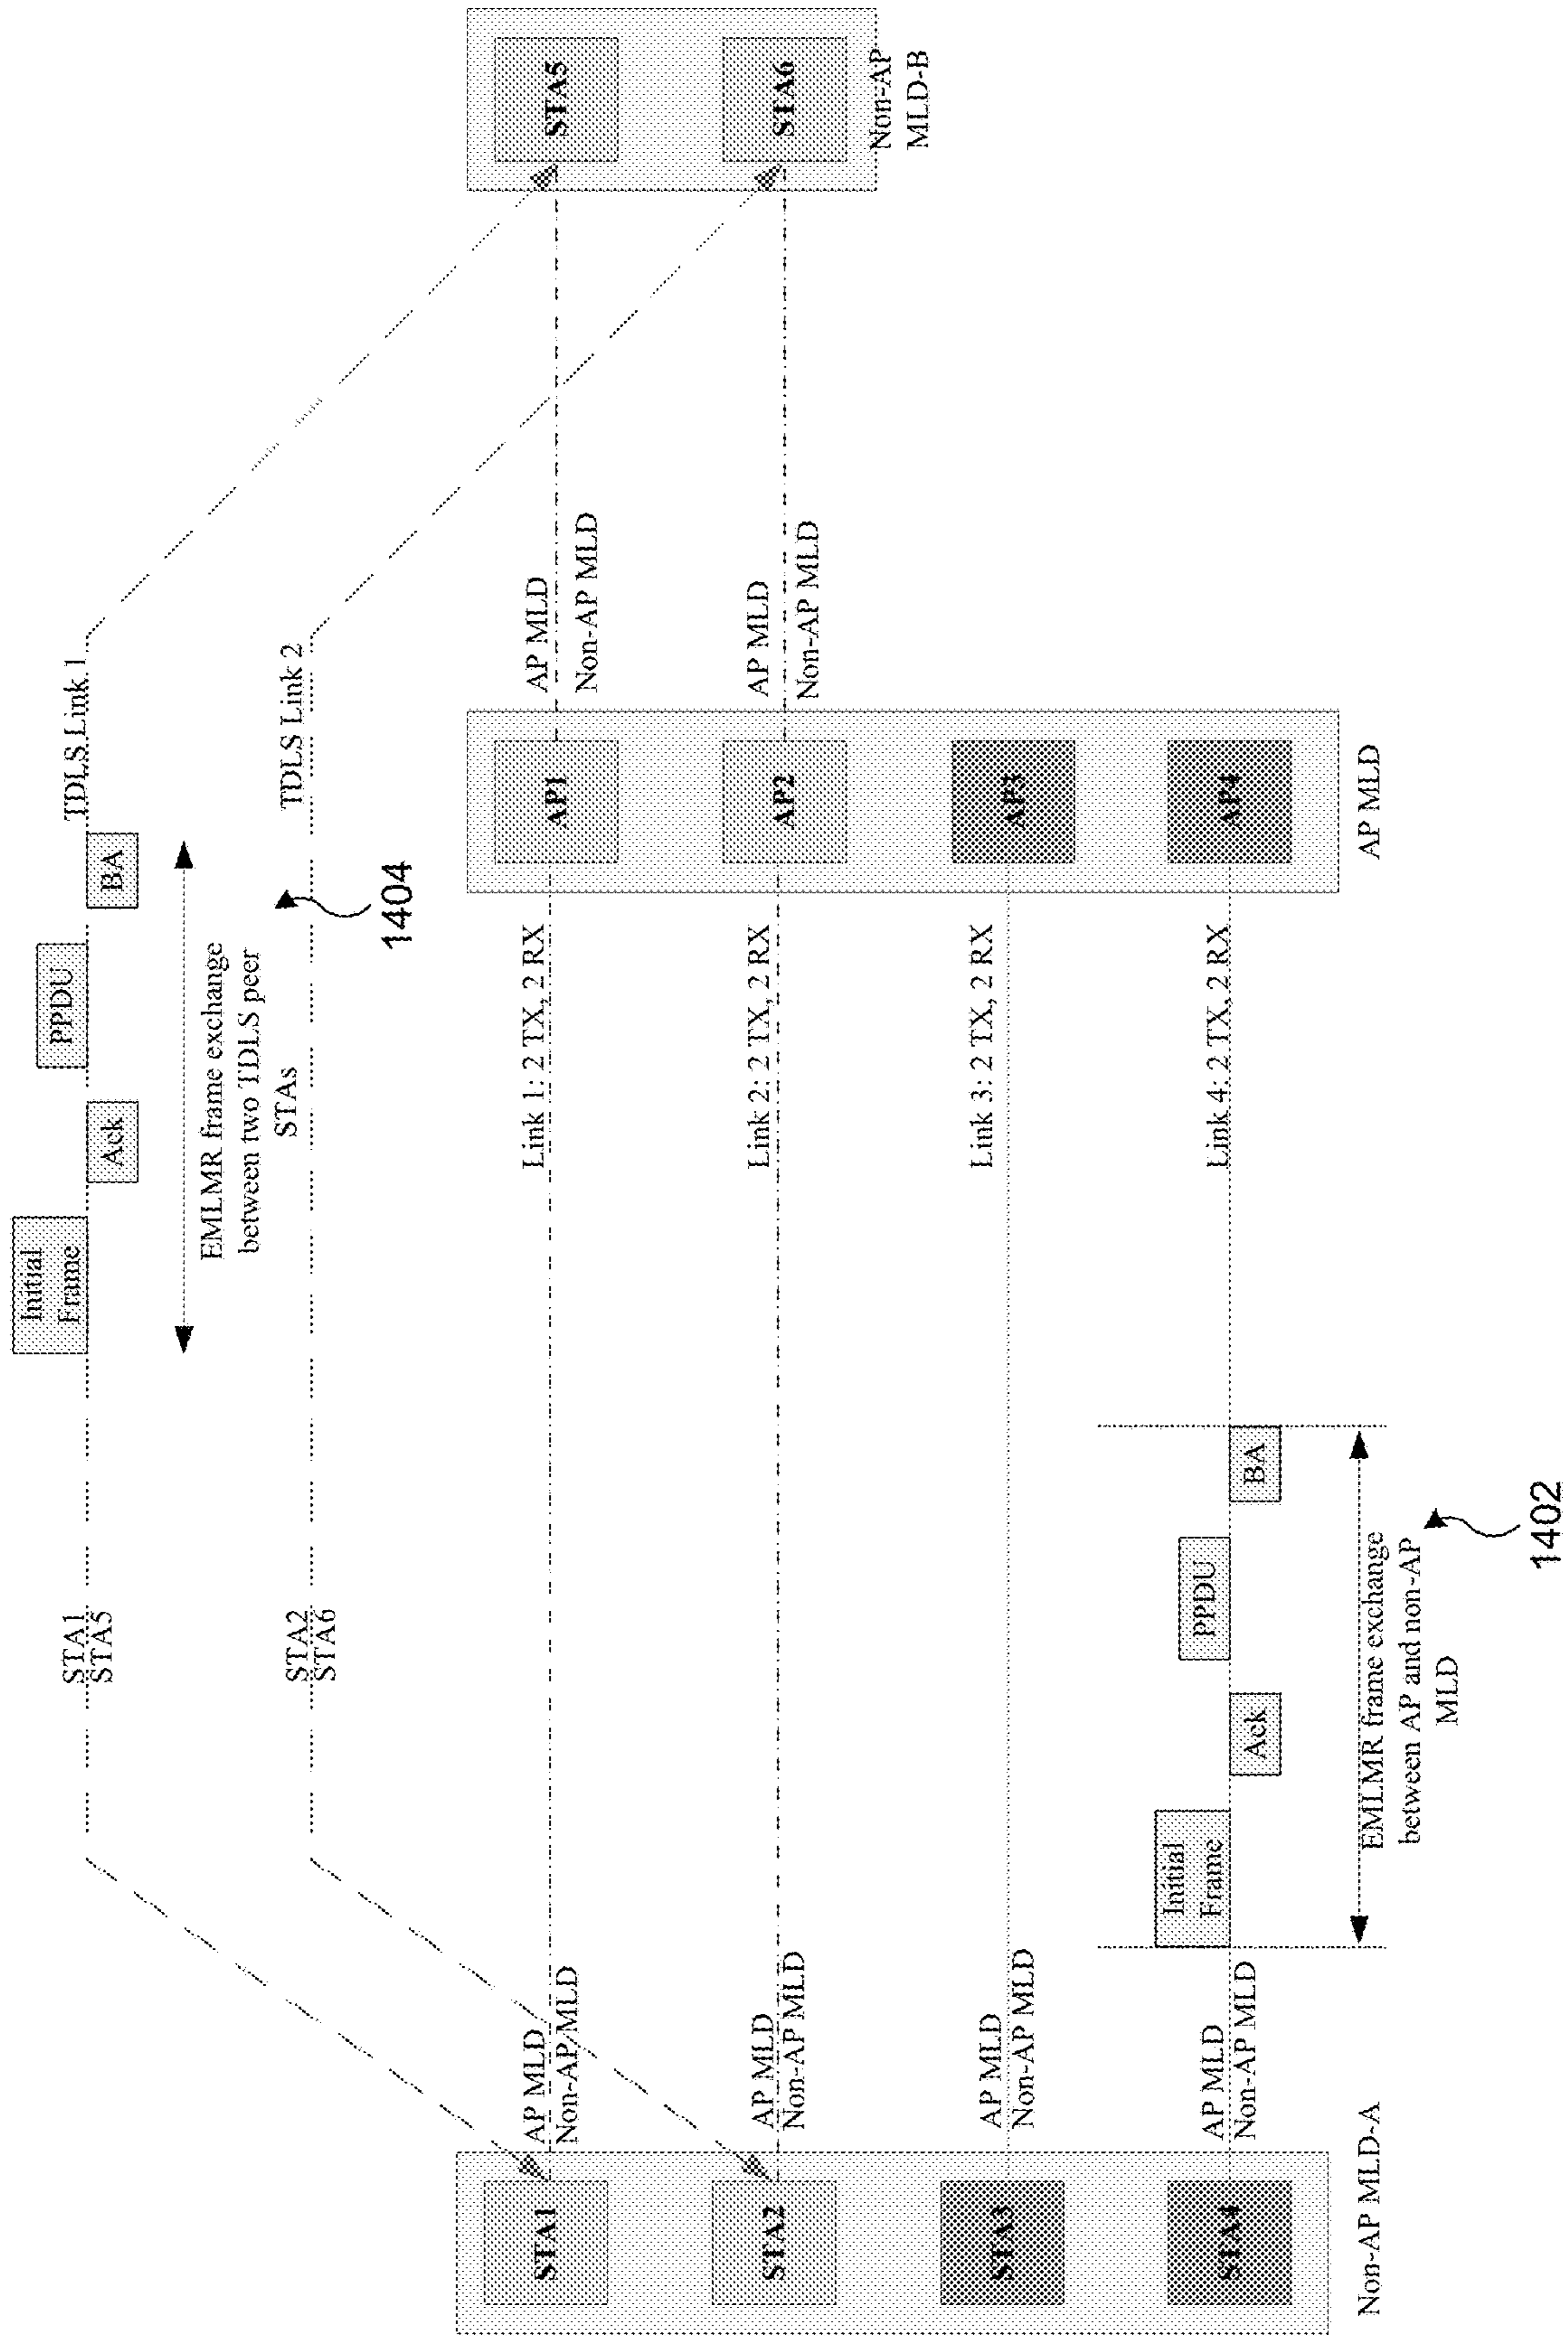 STA1
STA5
Initial
Frame
Ack
PPDU
BA
TDLS Link 1
EMLMR frame exchange
between two TDLS peer
STAs
1404
STA2
STA6
TDLS Link 2
STA1
AP MLD
Non-AP MLD
Link 1: 2 TX, 2 RX
AP1
AP MLD
Non-AP MLD
STA5
STA2
AP MLD
Non-AP MLD
Link 2: 2 TX, 2 RX
AP2
AP MLD
Non-AP MLD
STA6
Non-AP
MLD-B
STA3
AP MLD
Non-AP MLD
Link 3: 2 TX, 2 RX
AP3
STA4
AP MLD
Non-AP MLD
Initial
Frame
Ack
PPDU
BA
Link 4: 2 TX, 2 RX
AP4
Non-AP MLD-A
EMLMR frame exchange
between AP and non-AP
MLD
1402
AP MLD